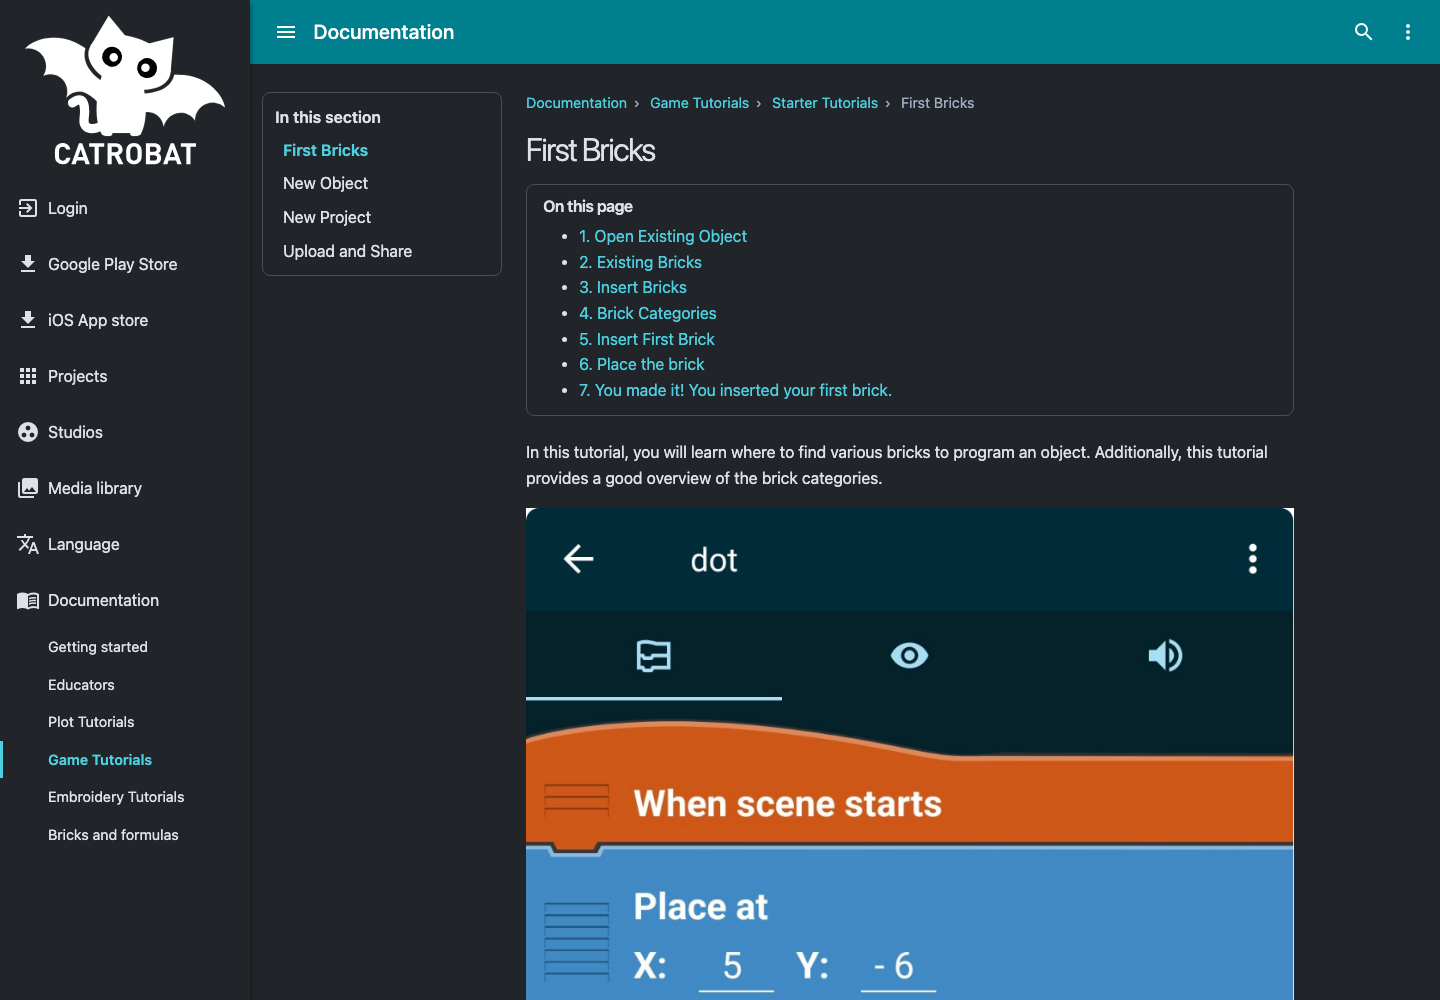 CATROBAT
Login
Google Play Store
iOS App store
Projects
Studios
Media library
Language
Documentation
Getting started
Educators
Plot Tutorials
Game Tutorials
Embroidery Tutorials
Bricks and formulas
Documentation
In this section
First Bricks
New Object
New Project
Upload and Share
Documentation › Game Tutorials › Starter Tutorials › First Bricks
First Bricks
On this page
1. Open Existing Object
2. Existing Bricks
3. Insert Bricks
4. Brick Categories
5. Insert First Brick
6. Place the brick
7. You made it! You inserted your first brick.
In this tutorial, you will learn where to find various bricks to program an object. Additionally, this tutorial
provides a good overview of the brick categories.
dot
When scene starts
Place at
X: 5 Y: - 6